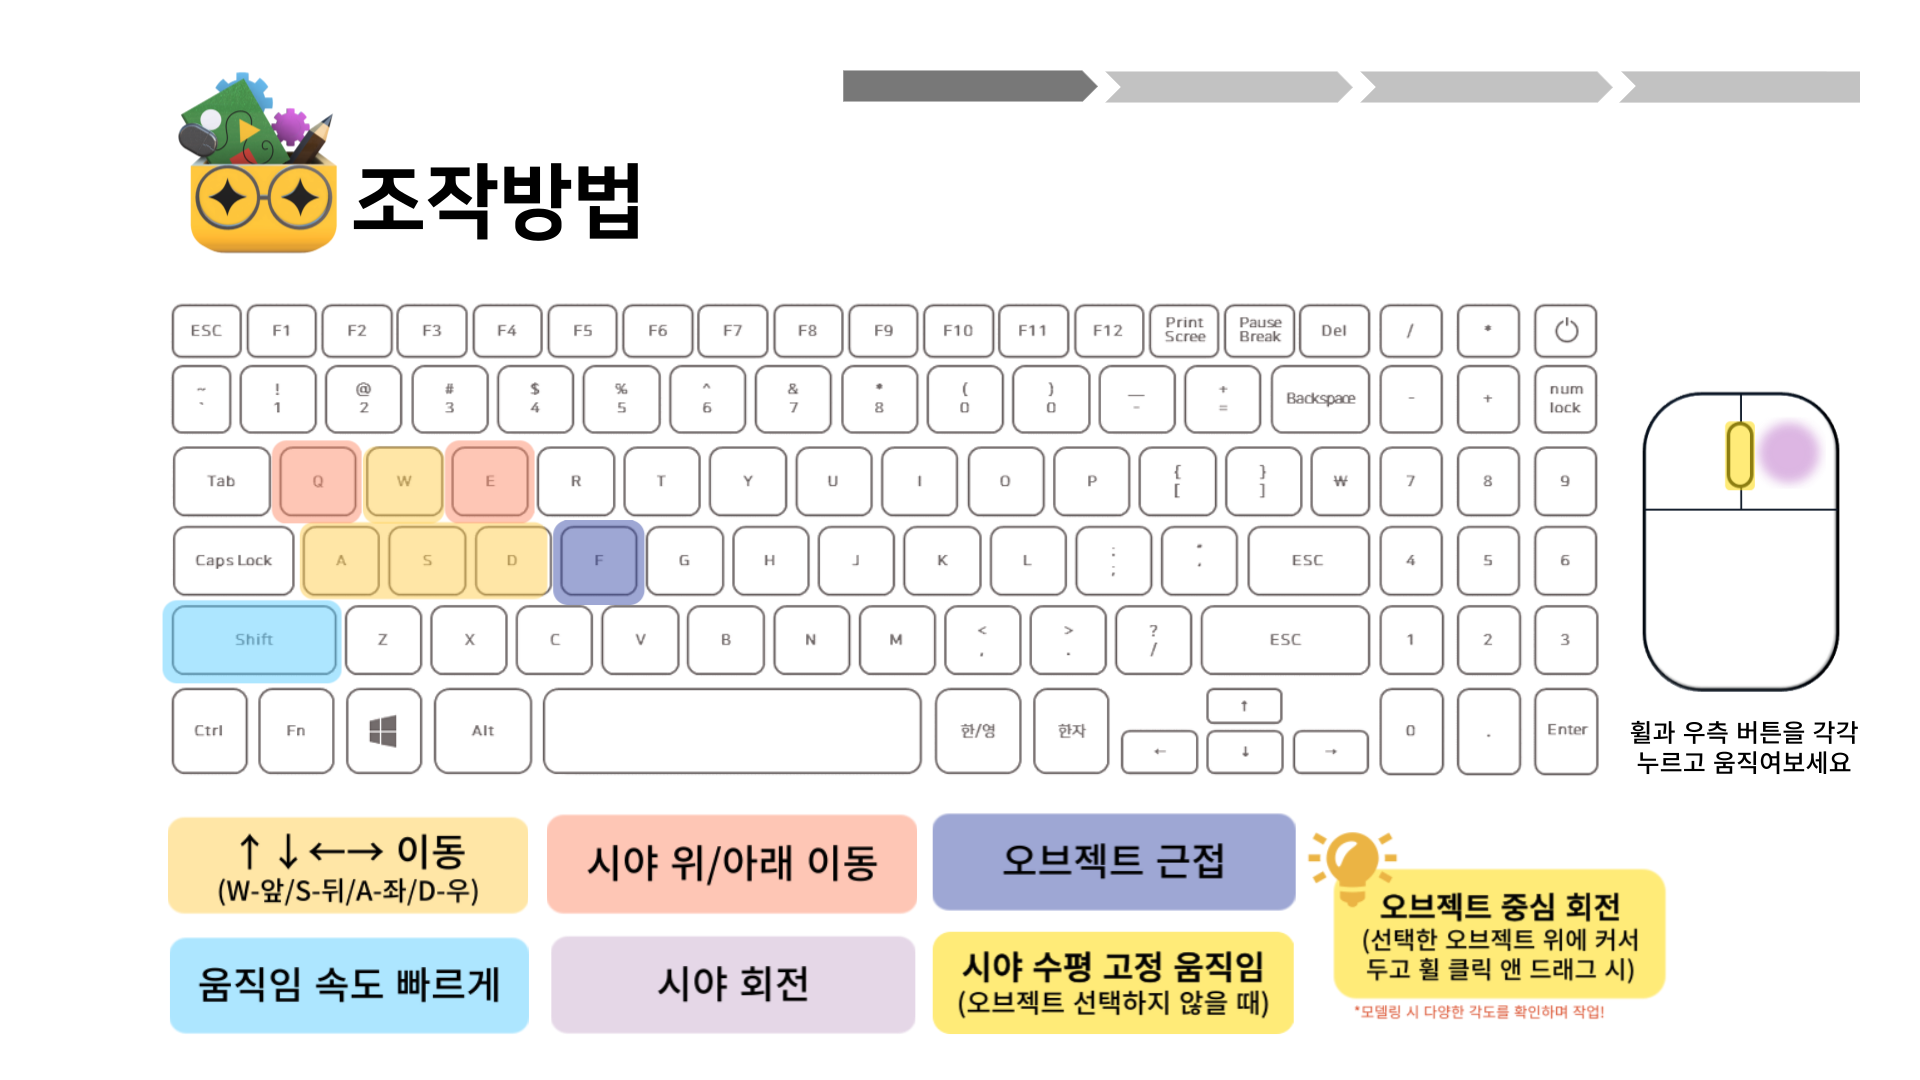 조작방법
ESC F1 F2 F3 F4 F5 F6 F7 F8 F9 F10 F11 F12 Print Scree Pause Break Del / *
~ ` ! 1 @ 2 # 3 $ 4 % 5 ^ 6 & 7 * 8 ( 0 ) 0 — - + = Backspace - + num lock
Tab Q W E R T Y U I O P { [ } ] ₩ 7 8 9
Caps Lock A S D F G H J K L : ; " ' ESC 4 5 6
Shift Z X C V B N M < , > . ? / ESC 1 2 3
Ctrl Fn Alt 한/영 한자 ← ↑ ↓ → 0 . Enter
휠과 우측 버튼을 각각
누르고 움직여보세요
↑↓←→ 이동
(W-앞/S-뒤/A-좌/D-우)
시야 위/아래 이동
오브젝트 근접
움직임 속도 빠르게
시야 회전
시야 수평 고정 움직임
(오브젝트 선택하지 않을 때)
오브젝트 중심 회전
(선택한 오브젝트 위에 커서
두고 휠 클릭 앤 드래그 시)
*모델링 시 다양한 각도를 확인하며 작업!